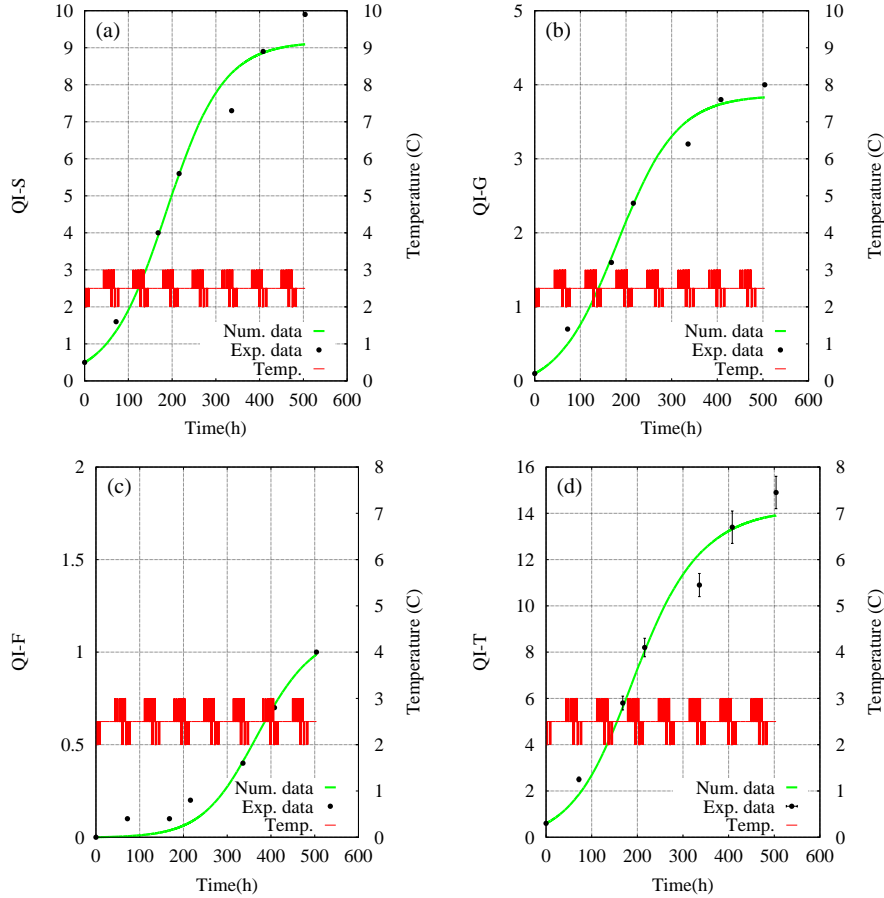 (a)
QI-S
10
9
8
7
6
5
4
3
2
1
0
10
9
8
7
6
5
4
3
2
1
0
Temperature (C)
Num. data
Exp. data
Temp.
0 100 200 300 400 500 600
Time(h)
(b)
QI-G
5
4
3
2
1
0
10
9
8
7
6
5
4
3
2
1
0
Temperature (C)
Num. data
Exp. data
Temp.
0 100 200 300 400 500 600
Time(h)
(c)
QI-F
2
1.5
1
0.5
0
8
7
6
5
4
3
2
1
0
Temperature (C)
Num. data
Exp. data
Temp.
0 100 200 300 400 500 600
Time(h)
(d)
QI-T
16
14
12
10
8
6
4
2
0
8
7
6
5
4
3
2
1
0
Temperature (C)
Num. data
Exp. data
Temp.
0 100 200 300 400 500 600
Time(h)